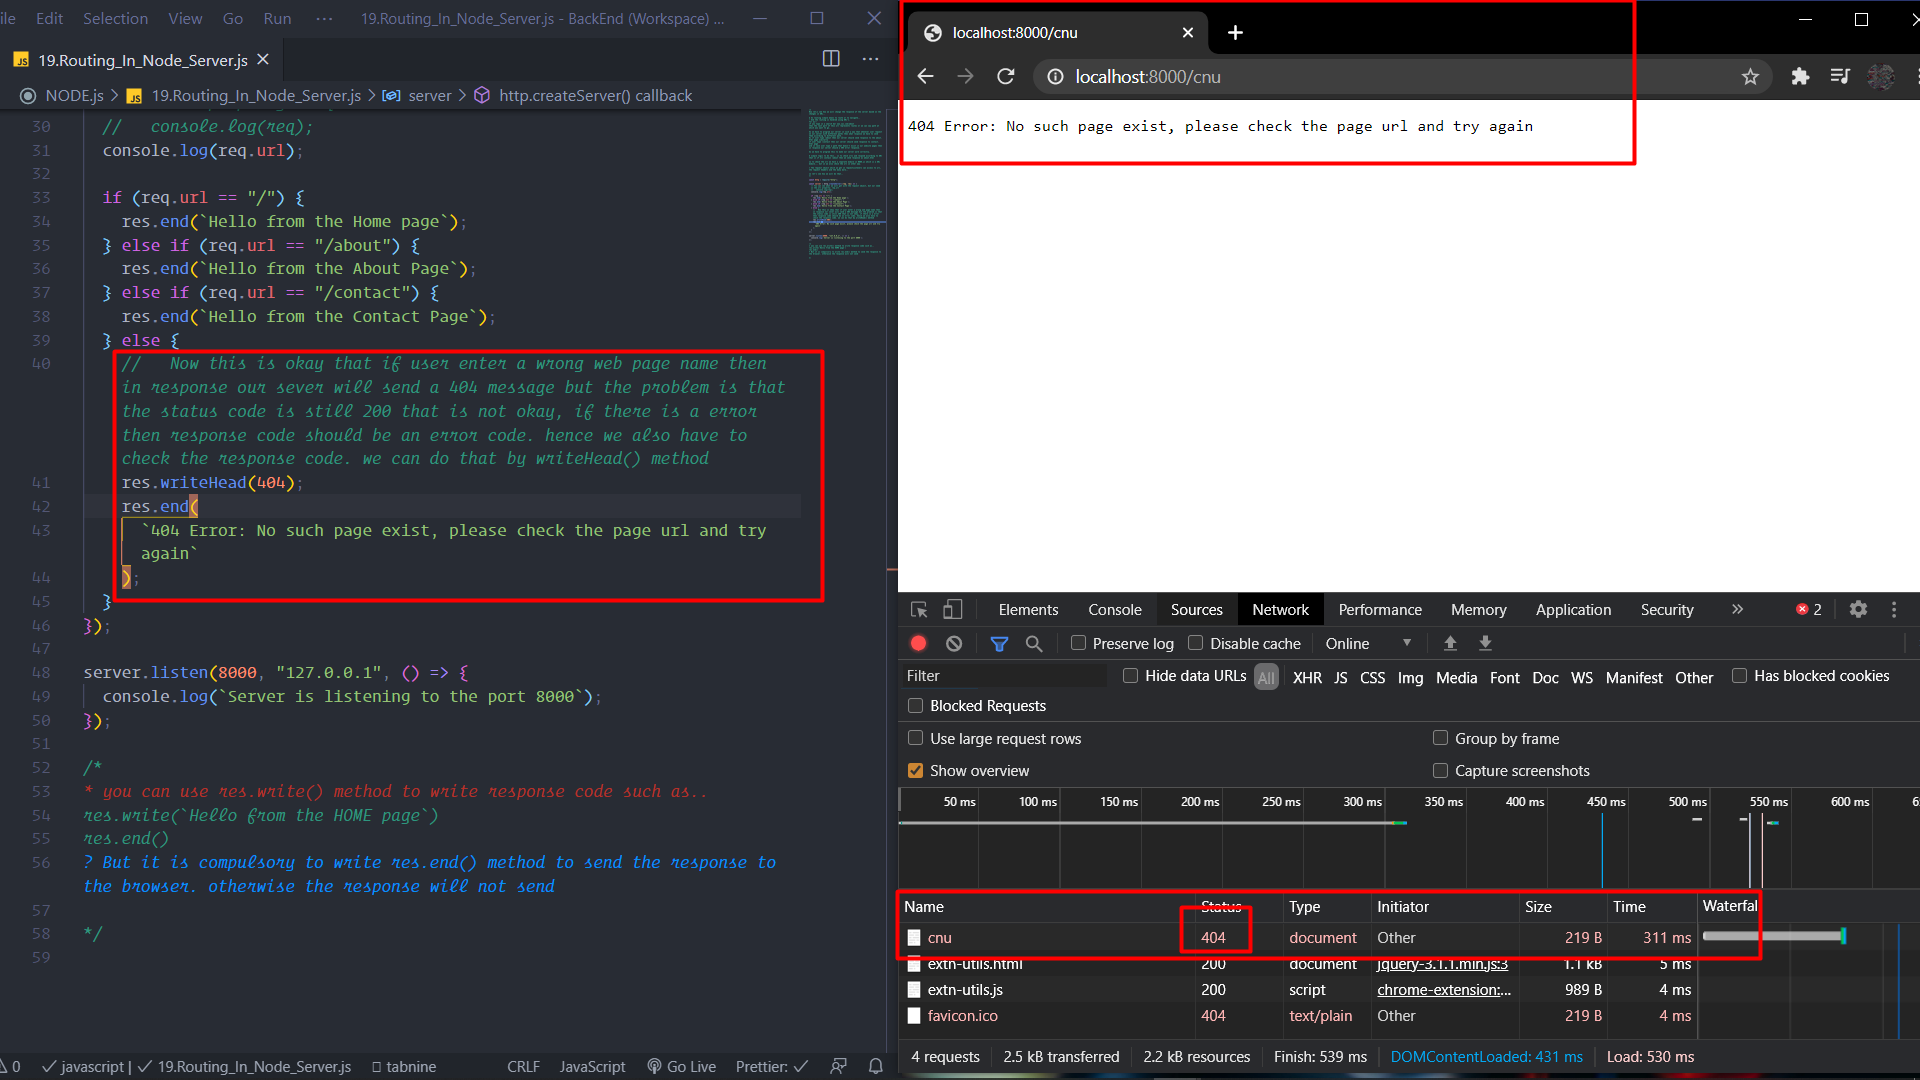 ile Edit Selection View Go Run ··· 19.Routing_In_Node_Server.js - BackEnd (Workspace) ...
JS 19.Routing_In_Node_Server.js
NODE.js > JS 19.Routing_In_Node_Server.js > server > http.createServer() callback
30 //   console.log(req);
31 console.log(req.url);
32
33 if (req.url == "/") {
34 res.end(`Hello from the Home page`);
35 } else if (req.url == "/about") {
36 res.end(`Hello from the About Page`);
37 } else if (req.url == "/contact") {
38 res.end(`Hello from the Contact Page`);
39 } else {
40 //   Now this is okay that if user enter a wrong web page name then
in response our sever will send a 404 message but the problem is that
the status code is still 200 that is not okay, if there is a error
then response code should be an error code. hence we also have to
check the response code. we can do that by writeHead() method
41 res.writeHead(404);
42 res.end(
43 `404 Error: No such page exist, please check the page url and try
again`
44 );
45 }
46 });
47
48 server.listen(8000, "127.0.0.1", () => {
49 console.log(`Server is listening to the port 8000`);
50 });
51
52 /*
53 * you can use res.write() method to write response code such as..
54 res.write(`Hello from the HOME page`)
55 res.end()
56 ? But it is compulsory to write res.end() method to send the response to
the browser. otherwise the response will not send
57
58 */
59
0 javascript | 19.Routing_In_Node_Server.js tabnine CRLF JavaScript Go Live Prettier:
localhost:8000/cnu
localhost:8000/cnu
404 Error: No such page exist, please check the page url and try again
Elements Console Sources Network Performance Memory Application Security » 2
Preserve log Disable cache Online
Filter Hide data URLs All XHR JS CSS Img Media Font Doc WS Manifest Other Has blocked cookies
Blocked Requests
Use large request rows Group by frame
Show overview Capture screenshots
50 ms 100 ms 150 ms 200 ms 250 ms 300 ms 350 ms 400 ms 450 ms 500 ms 550 ms 600 ms
Name Status Type Initiator Size Time Waterfal
cnu 404 document Other 219 B 311 ms
extn-utils.html 200 document jquery-3.1.1.min.js:3 1.1 kB 5 ms
extn-utils.js 200 script chrome-extension:... 989 B 4 ms
favicon.ico 404 text/plain Other 219 B 4 ms
4 requests 2.5 kB transferred 2.2 kB resources Finish: 539 ms DOMContentLoaded: 431 ms Load: 530 ms